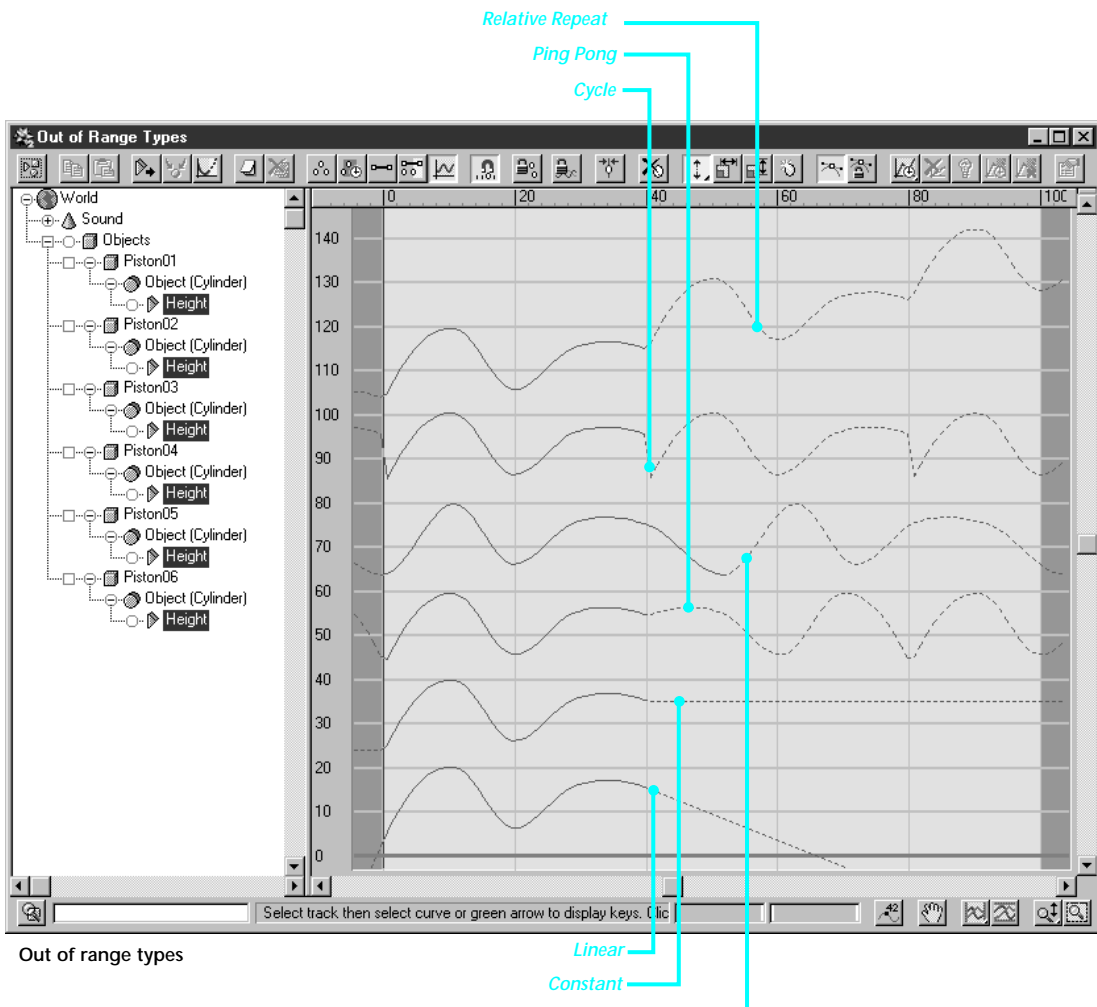 Relative Repeat
Ping Pong
Cycle
Out of Range Types
World
Sound
Objects
Piston01
Object (Cylinder)
Height
Piston02
Object (Cylinder)
Height
Piston03
Object (Cylinder)
Height
Piston04
Object (Cylinder)
Height
Piston05
Object (Cylinder)
Height
Piston06
Object (Cylinder)
Height
0 20 40 60 80 100
140
130
120
110
100
90
80
70
60
50
40
30
20
10
0
Select track then select curve or green arrow to display keys. Clic
42
Out of range types
Linear
Constant